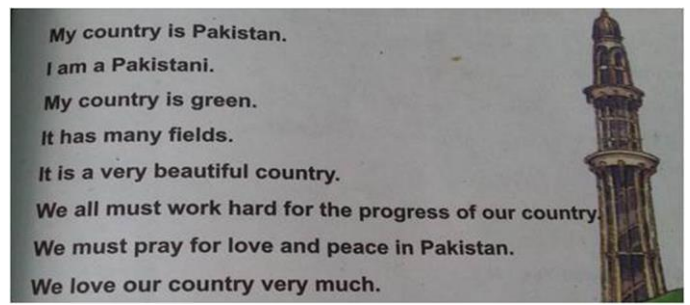 My country is Pakistan.
I am a Pakistani.
My country is green.
It has many fields.
It is a very beautiful country.
We all must work hard for the progress of our country.
We must pray for love and peace in Pakistan.
We love our country very much.